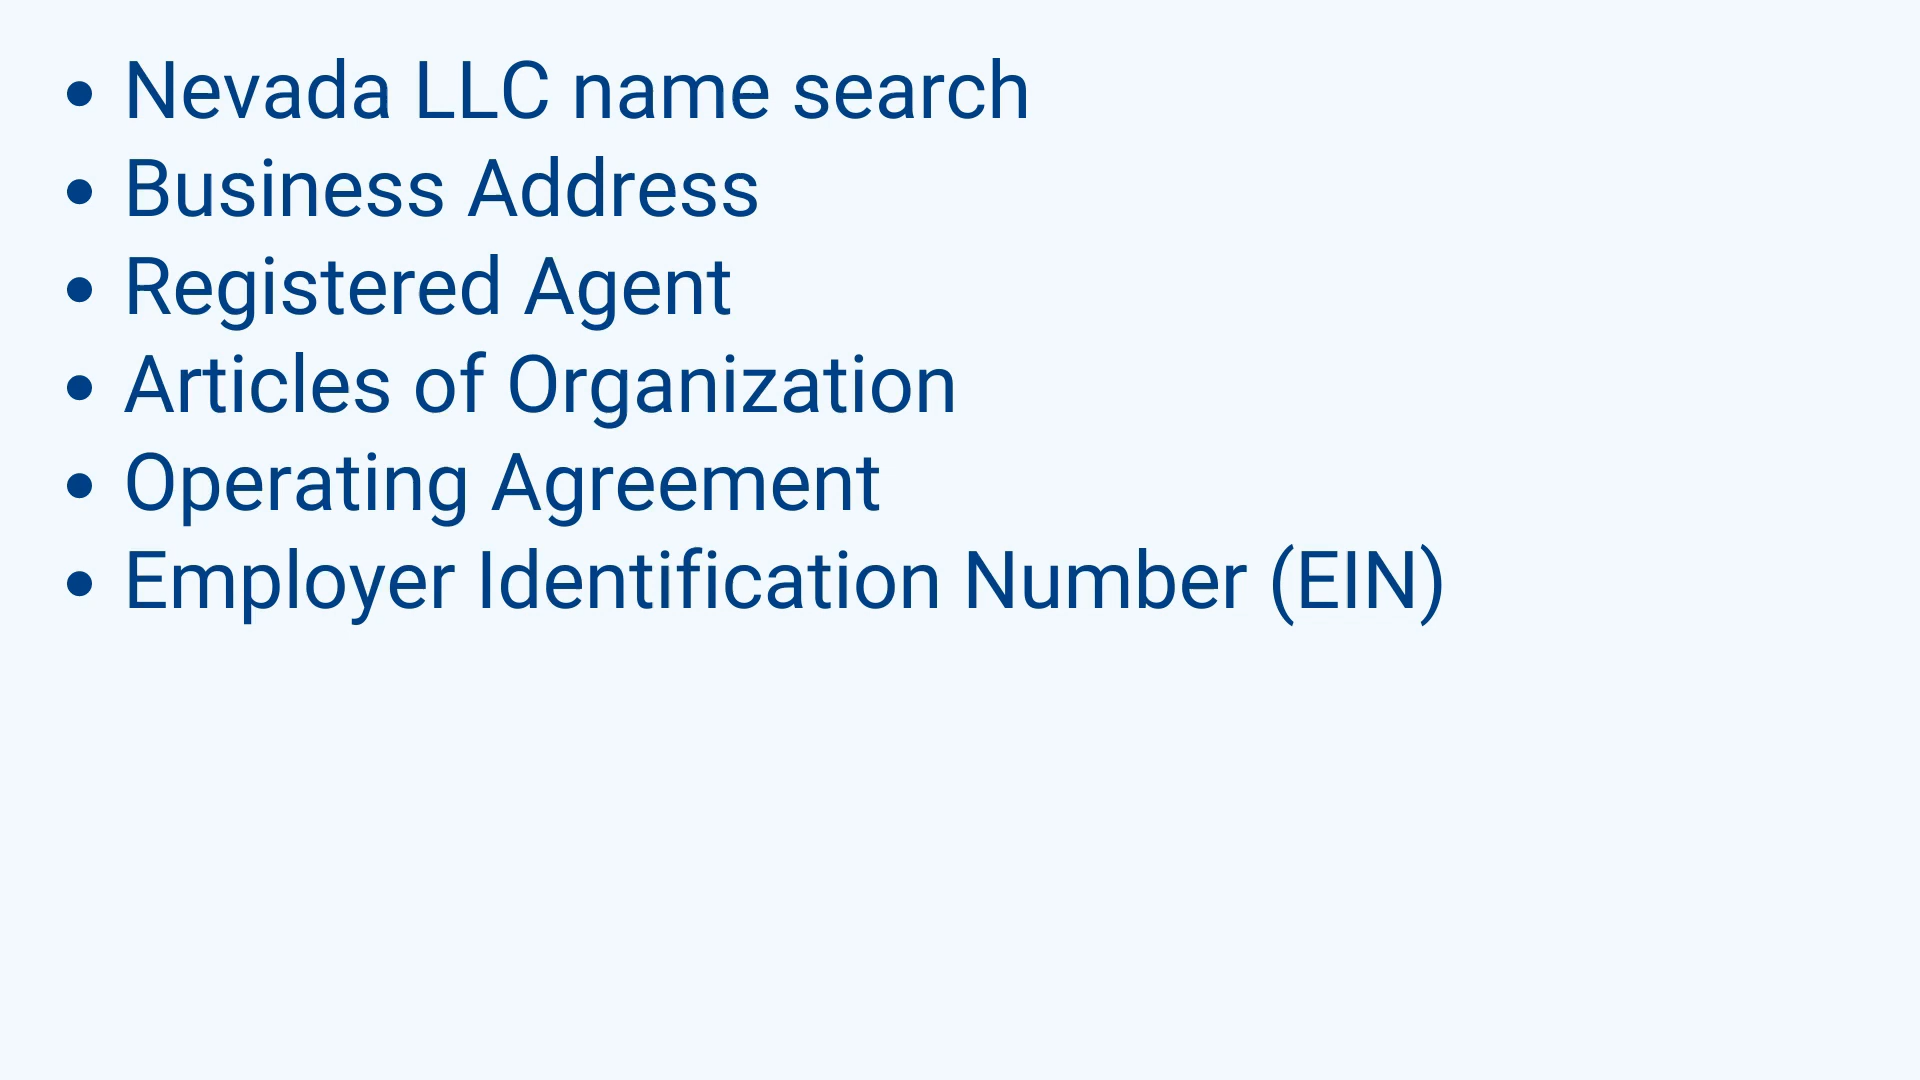 • Nevada LLC name search
• Business Address
• Registered Agent
• Articles of Organization
• Operating Agreement
• Employer Identification Number (EIN)